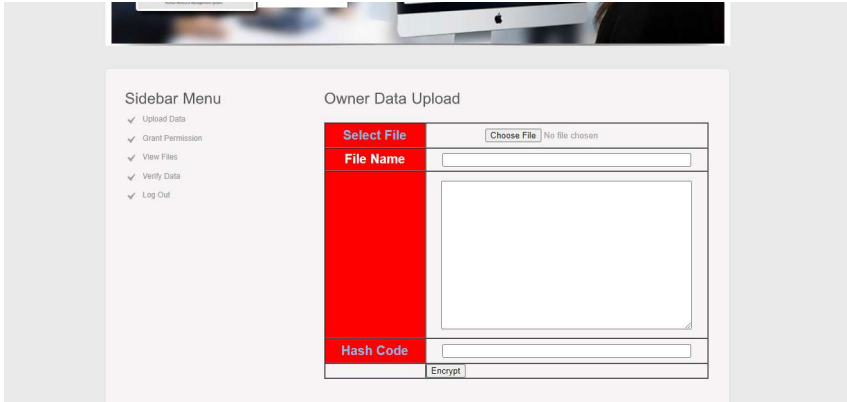 Sidebar Menu
Upload Data
Grant Permission
View Files
Verify Data
Log Out
Owner Data Upload
Select File
Choose File No file chosen
File Name
Hash Code
Encrypt